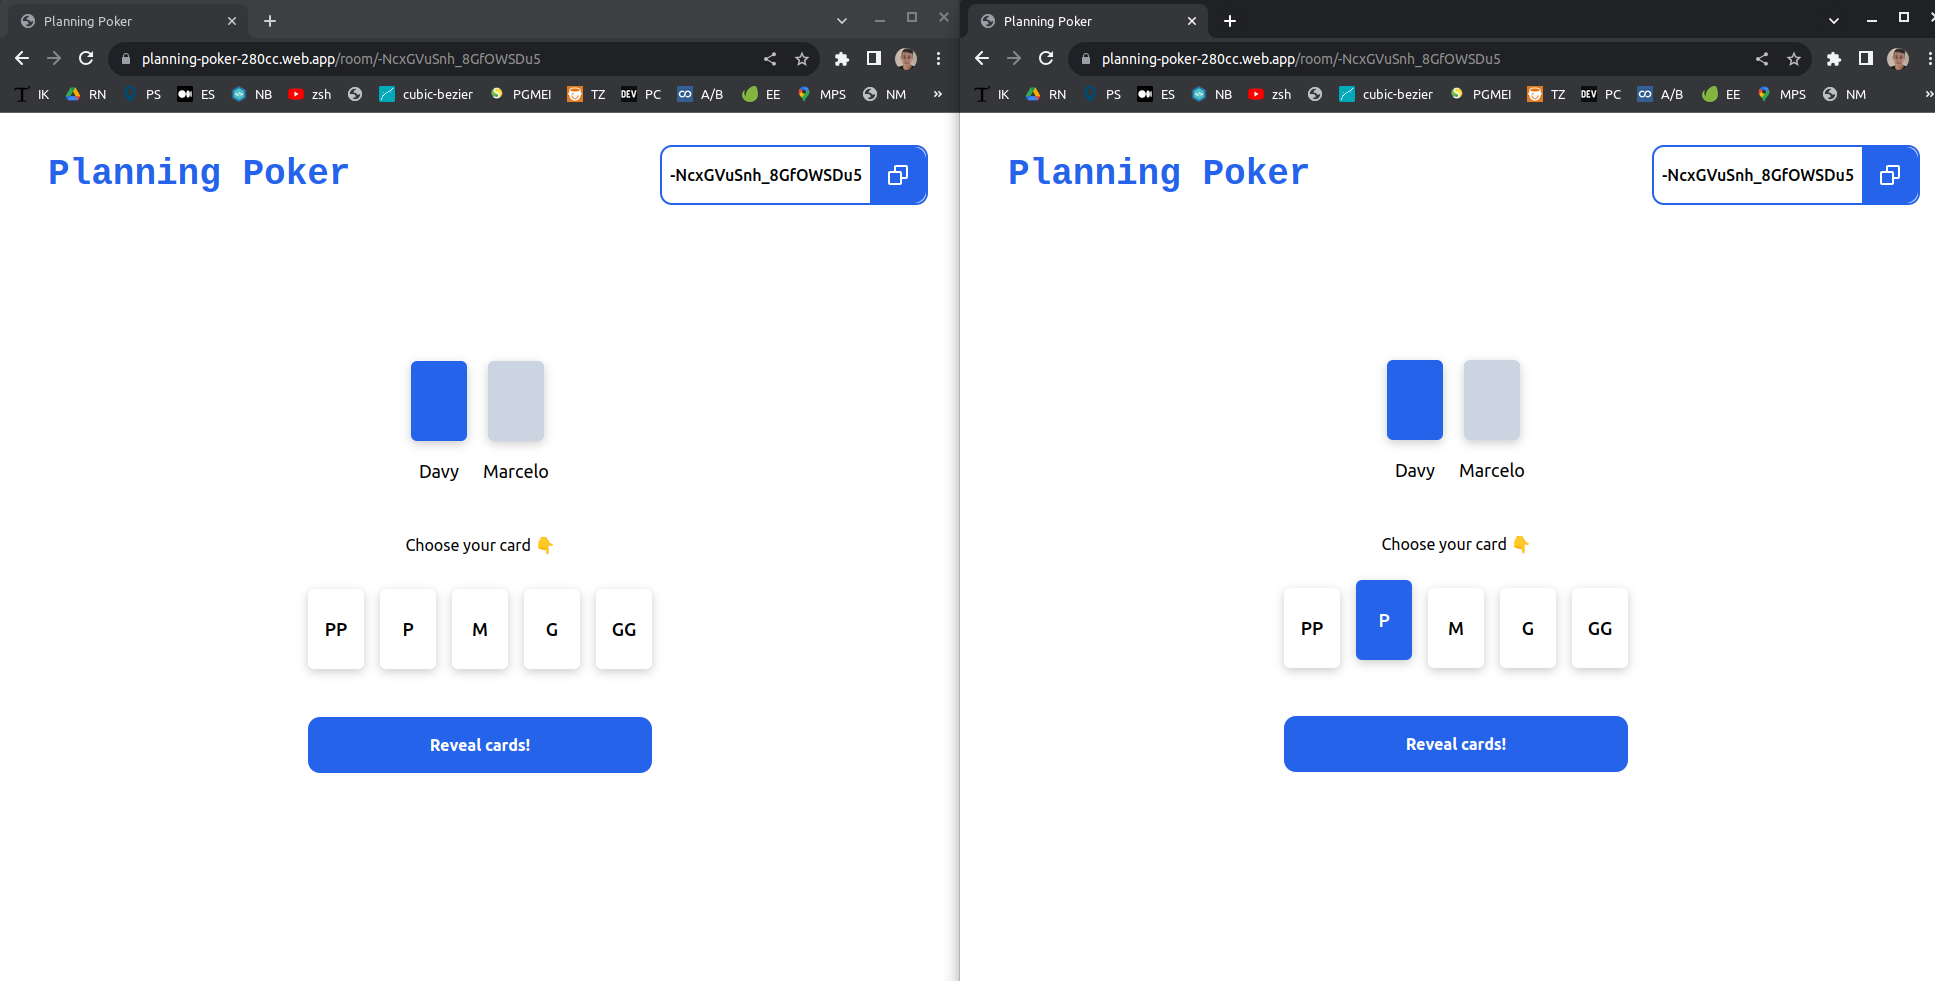 Planning Poker
planning-poker-280cc.web.app/room/-NcxGVuSnh_8GfOWSDu5
IK RN PS ES NB zsh cubic-bezier PGMEI TZ DEV PC A/B EE MPS NM »
Planning Poker
-NcxGVuSnh_8GfOWSDu5
Davy Marcelo
Choose your card 👇
PP P M G GG
Reveal cards!
Planning Poker
planning-poker-280cc.web.app/room/-NcxGVuSnh_8GfOWSDu5
IK RN PS ES NB zsh cubic-bezier PGMEI TZ DEV PC A/B EE MPS NM »
Planning Poker
-NcxGVuSnh_8GfOWSDu5
Davy Marcelo
Choose your card 👇
PP P M G GG
Reveal cards!